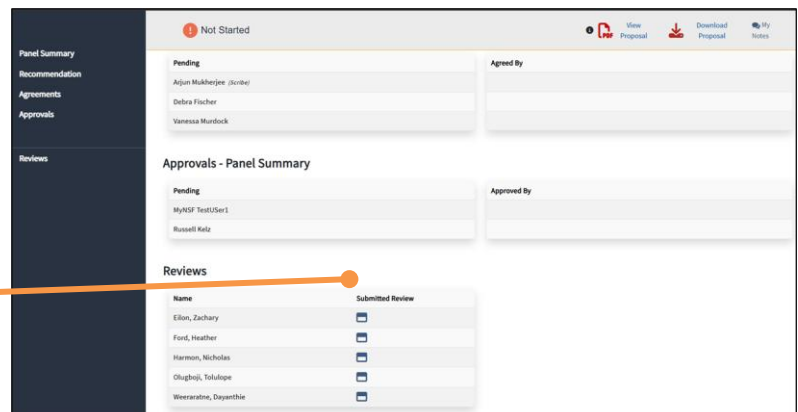 Not Started
View Proposal
Download Proposal
My Notes
Panel Summary
Recommendation
Agreements
Approvals
Reviews
Pending Agreed By
Arjun Mukherjee (Scribe)
Debra Fischer
Vanessa Murdock
Approvals - Panel Summary
Pending Approved By
MyNSF TestUSer1
Russell Kelz
Reviews
Name Submitted Review
Eilon, Zachary
Ford, Heather
Harmon, Nicholas
Olugboji, Tolulope
Weeraratne, Dayanthie